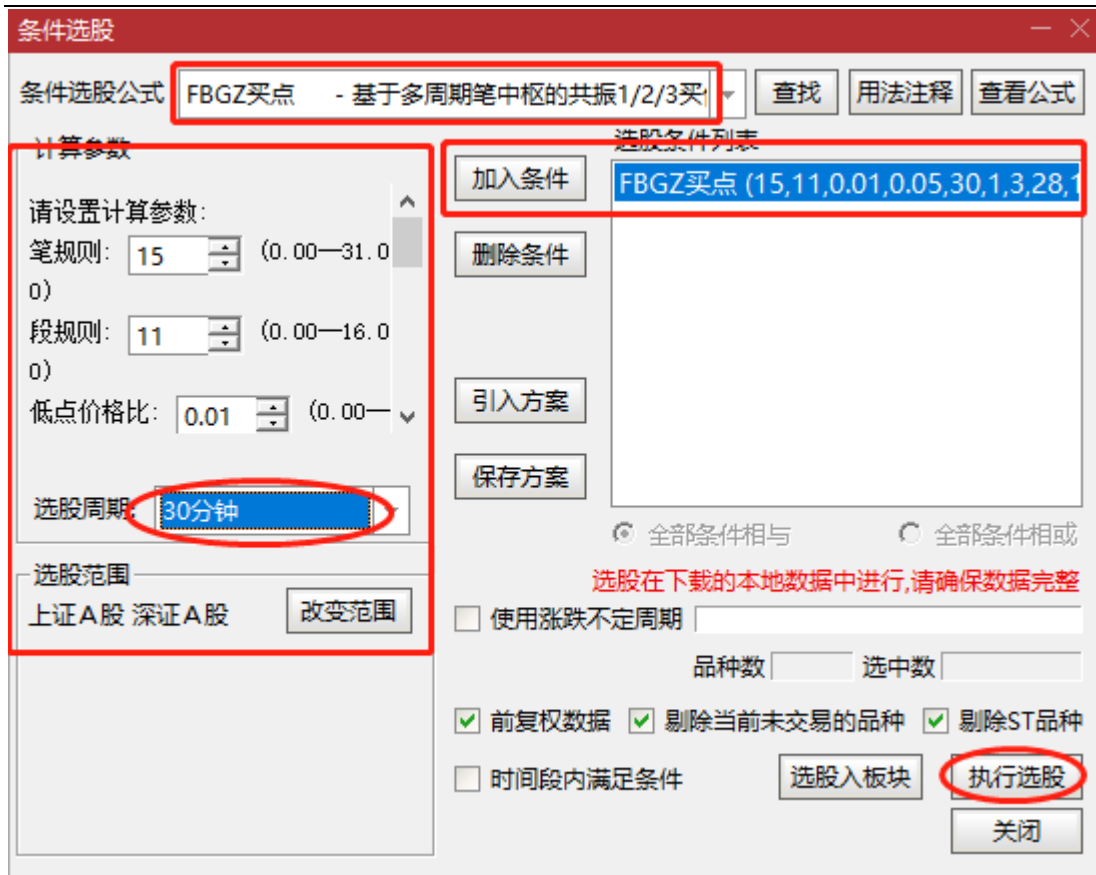 条件选股
条件选股公式 FBGZ买点 - 基于多周期笔中枢的共振1/2/3买 查找 用法注释 查看公式
计算参数
请设置计算参数:
笔规则: 15 (0.00—31.0
0)
段规则: 11 (0.00—16.0
0)
低点价格比: 0.01 (0.00—
选股周期: 30分钟
选股范围
上证A股 深证A股 改变范围
选股条件列表
加入条件 FBGZ买点 (15,11,0.01,0.05,30,1,3,28,1
删除条件
引入方案
保存方案
全部条件相与 全部条件相或
选股在下载的本地数据中进行,请确保数据完整
使用涨跌不定周期
品种数 选中数
前复权数据 剔除当前未交易的品种 剔除ST品种
时间段内满足条件 选股入板块 执行选股
关闭